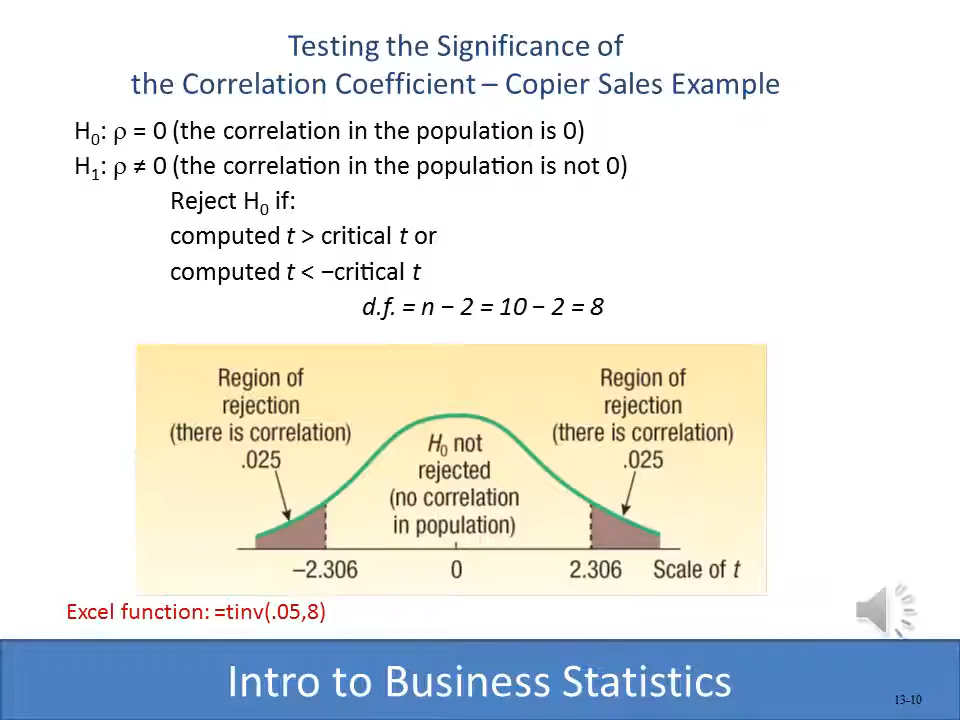 Testing the Significance of
the Correlation Coefficient – Copier Sales Example
H0: ρ = 0 (the correlation in the population is 0)
H1: ρ ≠ 0 (the correlation in the population is not 0)
Reject H0 if:
computed t > critical t or
computed t < −critical t
d.f. = n − 2 = 10 − 2 = 8
Region of
rejection
(there is correlation)
.025
H0 not
rejected
(no correlation
in population)
Region of
rejection
(there is correlation)
.025
−2.306 0 2.306 Scale of t
Excel function: =tinv(.05,8)
Intro to Business Statistics
13-10